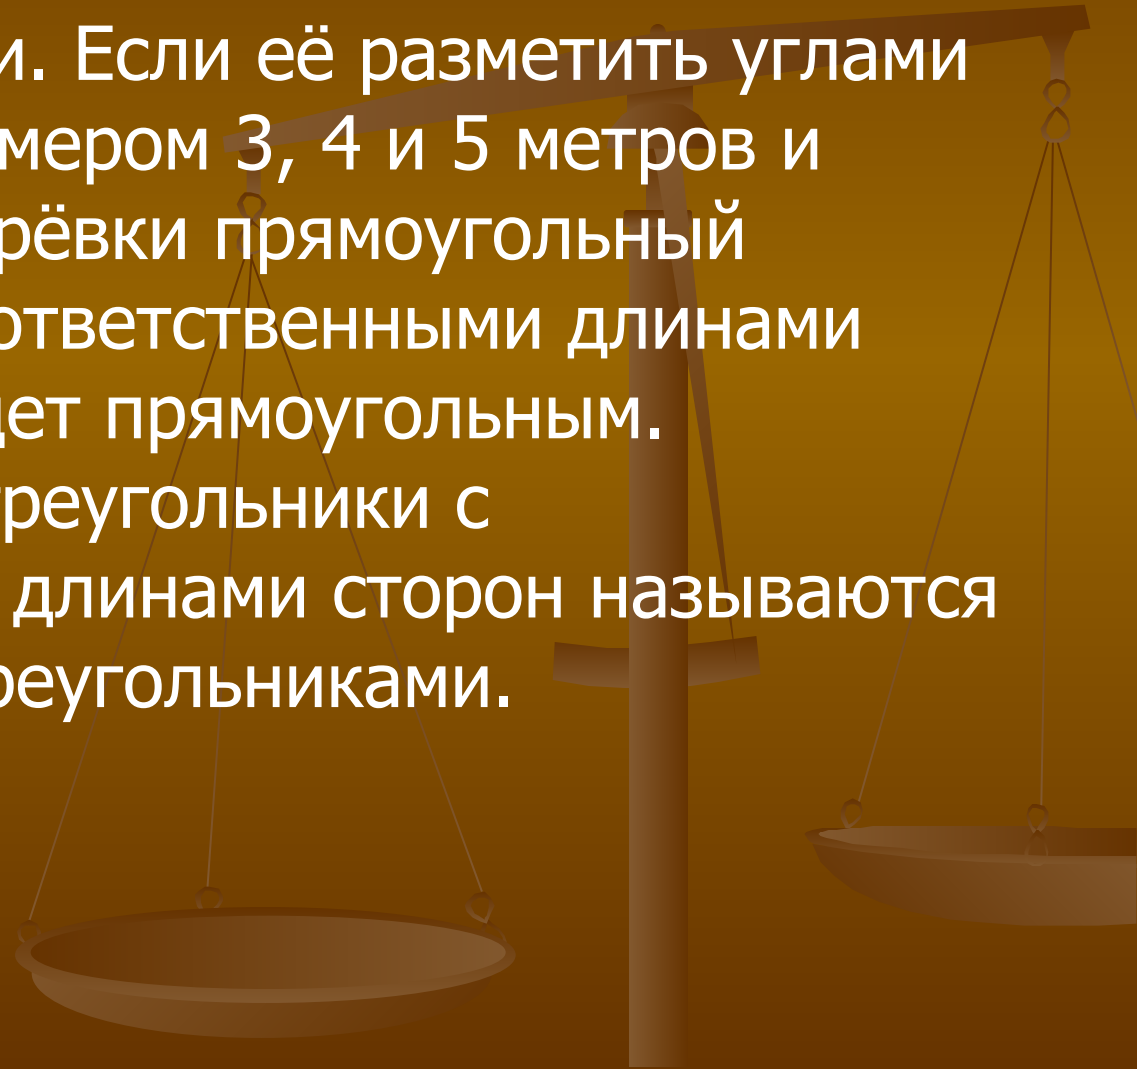 и. Если её разметить углами
мером 3, 4 и 5 метров и
рёвки прямоугольный
ответственными длинами
дет прямоугольным.
треугольники с
длинами сторон называются
реугольниками.